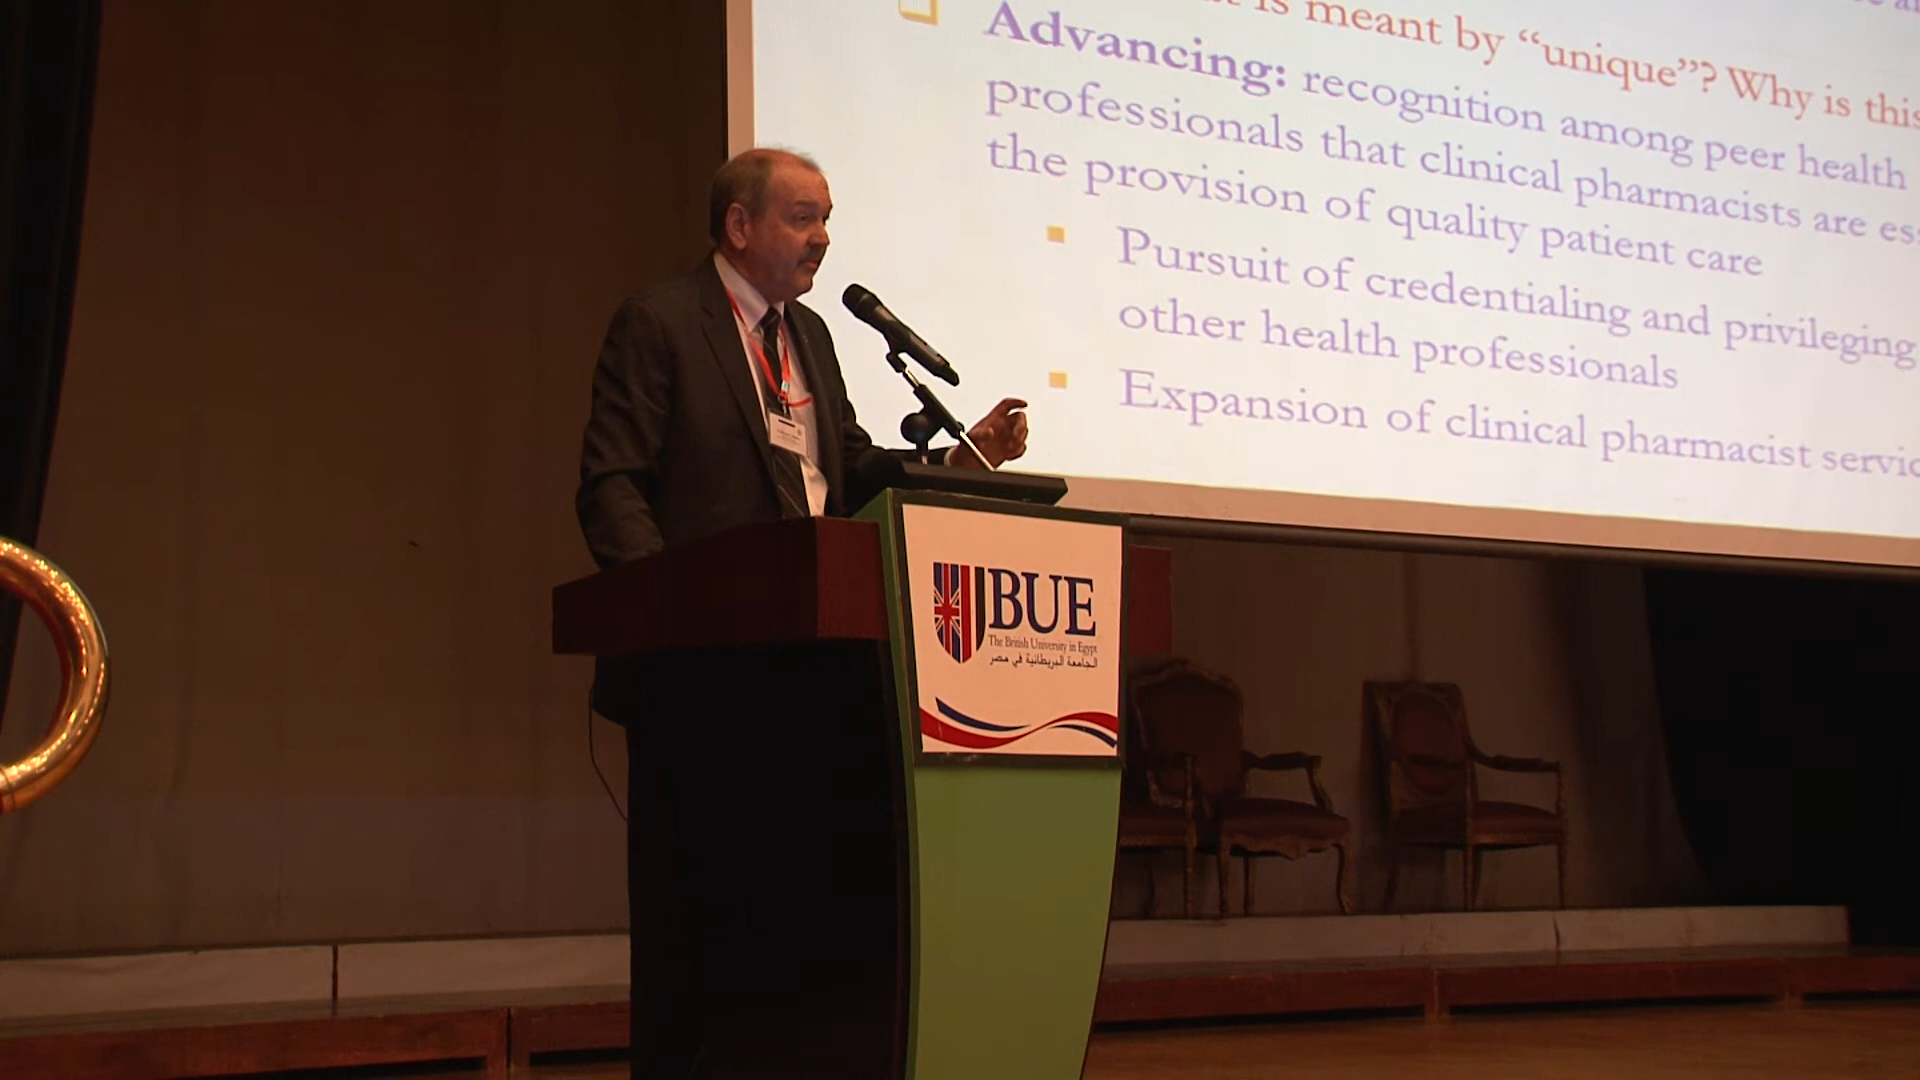 is meant by “unique”? Why is this
Advancing: recognition among peer health
professionals that clinical pharmacists are
the provision of quality patient care
Pursuit of credentialing and privileging
other health professionals
Expansion of clinical pharmacist
BUE
The British University in Egypt
الجامعة البريطانية في مصر